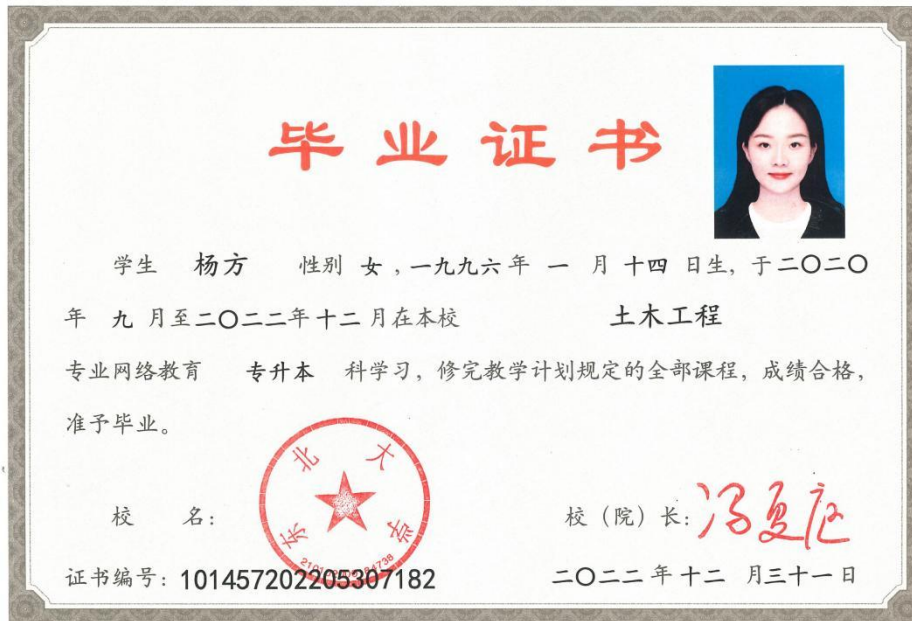 毕业证书
学生 杨方 性别 女，一九九六年 一 月 十四 日生，于二〇二〇
年 九 月至二〇二二年十二月在本校 土木工程
专业网络教育 专升本 科学习，修完教学计划规定的全部课程，成绩合格，
准予毕业。
东北大学
校 名：
校（院）长：冯夏庭
证书编号：101457202205307182
二〇二二年十二 月三十一日